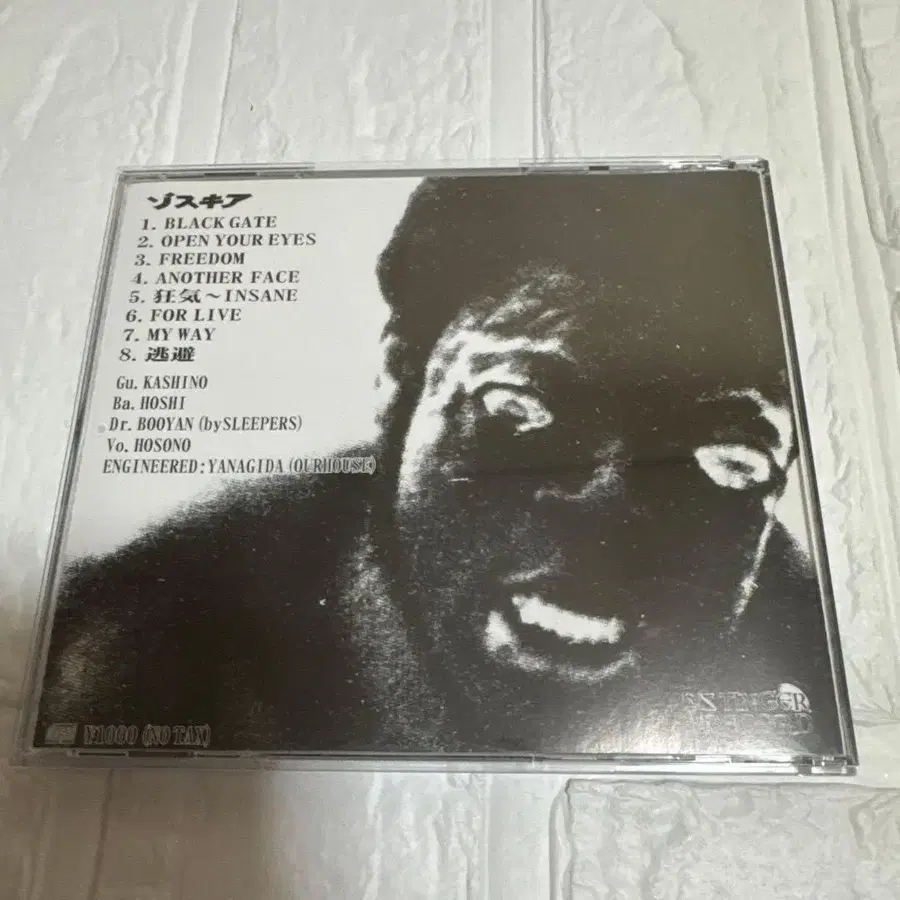 ゾスキア
1. BLACK GATE
2. OPEN YOUR EYES
3. FREEDOM
4. ANOTHER FACE
5. 狂気～INSANE
6. FOR LIVE
7. MY WAY
8. 逃避
Gu. KASHINO
Ba. HOSHI
Dr. BOOYAN (by SLEEPERS)
Vo. HOSONO
ENGINEERED: YANAGIDA (OURHOUSE)
¥1000 (NO TAX)